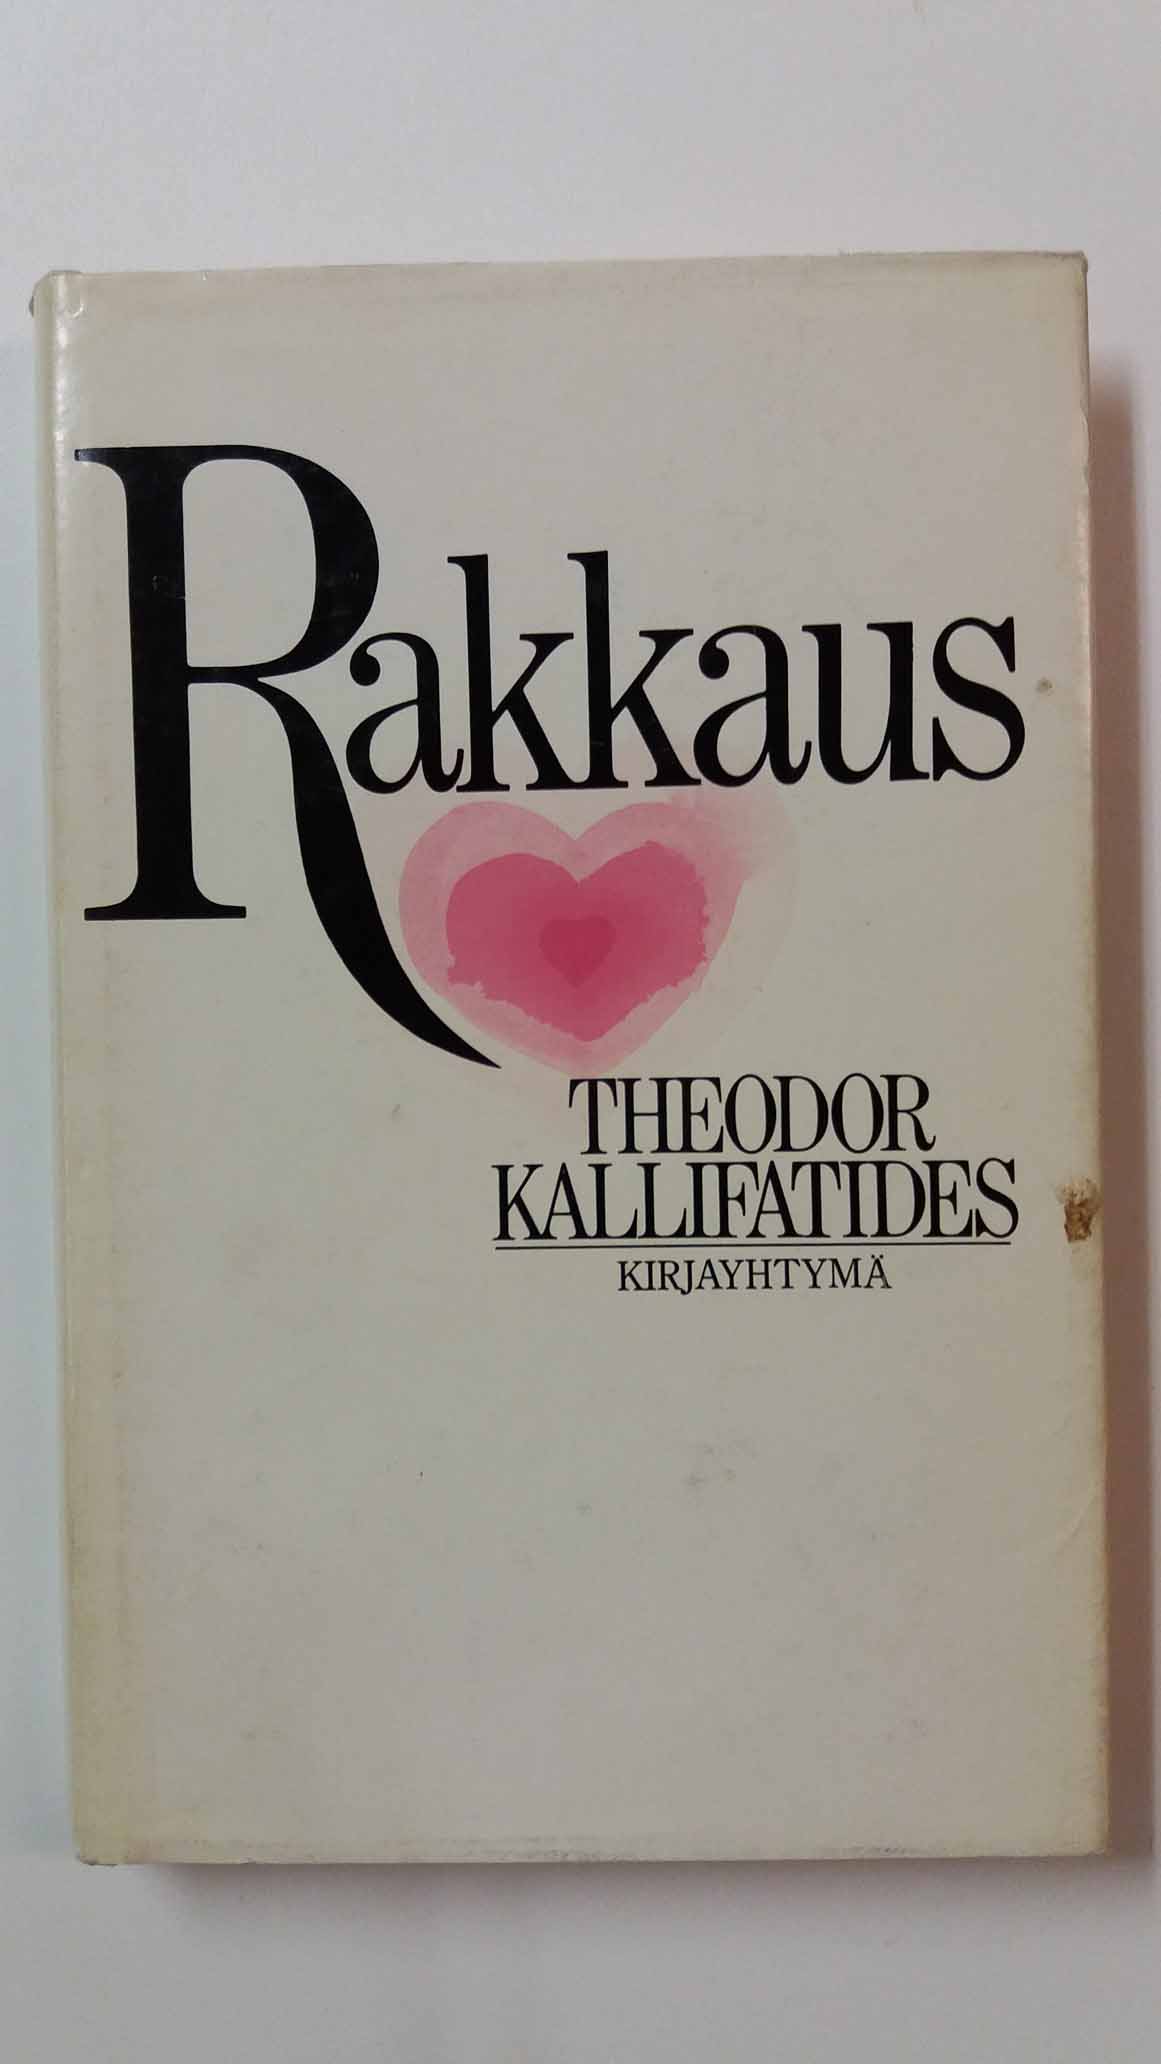 Rakkaus
THEODOR
KALLIFATIDES
KIRJAYHTYMÄ